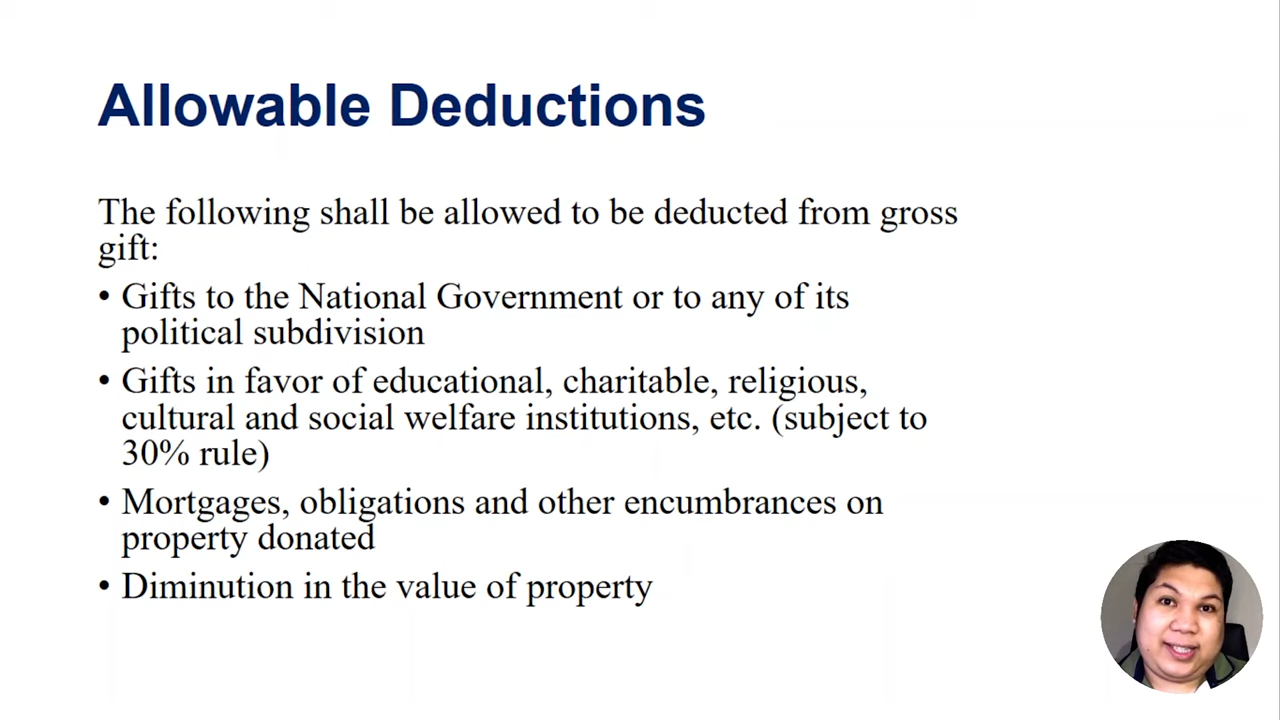 Allowable Deductions
The following shall be allowed to be deducted from gross
gift:
• Gifts to the National Government or to any of its
political subdivision
• Gifts in favor of educational, charitable, religious,
cultural and social welfare institutions, etc. (subject to
30% rule)
• Mortgages, obligations and other encumbrances on
property donated
• Diminution in the value of property